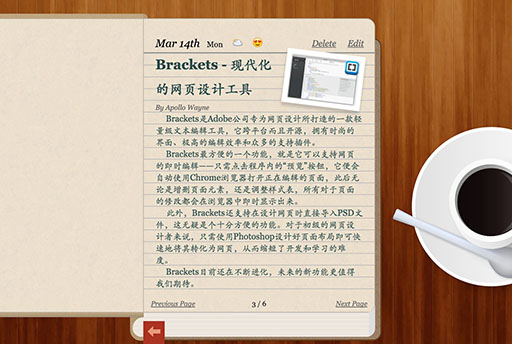 Mar 14th Mon Delete Edit
Brackets - 现代化
的网页设计工具
By Apollo Wayne
Brackets是Adobe公司专为网页设计所打造的一款轻
量级文本编辑工具，它跨平台而且开源，拥有时尚的
界面、极高的编辑效率和众多的支持插件。
Brackets最方便的一个功能，就是它可以支持网页
的即时编辑——只需点击程序内的“预览”按钮，它便会
自动使用Chrome浏览器打开正在编辑的页面，此后无
论是增删页面元素，还是调整样式表，所有对于页面
的修改都会在浏览器中即时显示出来。
此外，Brackets还支持在设计网页时直接导入PSD文
件，这无疑是个十分方便的功能。对于初级的网页设
计者来说，只需使用Photoshop设计好页面布局即可快
速地将其转化为网页，从而缩短了开发和学习的难
度。
Brackets目前还在不断进化，未来的新功能更值得
我们期待。
Previous Page 3 / 6 Next Page